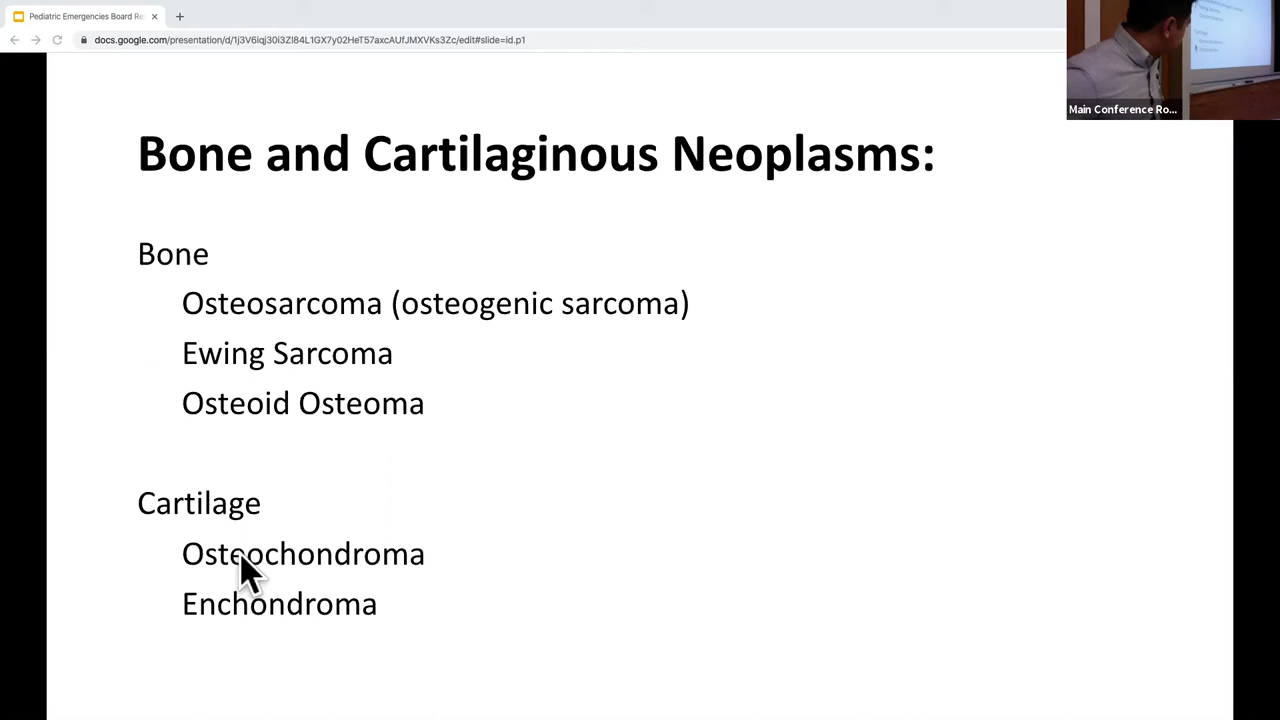 Pediatric Emergencies Board Re
docs.google.com/presentation/d/1j3V6iqj30i3ZI84L1GX7y02HeT57axcAUfJMXVKs3Zc/edit#slide=id.p1
Main Conference Ro...
Bone and Cartilaginous Neoplasms:
Bone
Osteosarcoma (osteogenic sarcoma)
Ewing Sarcoma
Osteoid Osteoma
Cartilage
Osteochondroma
Enchondroma